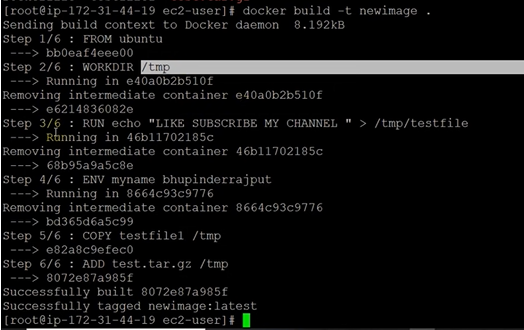 [root@ip-172-31-44-19 ec2-user]# docker build -t newimage .
Sending build context to Docker daemon  8.192kB
Step 1/6 : FROM ubuntu
 ---> bb0eaf4eee00
Step 2/6 : WORKDIR /tmp
 ---> Running in e40a0b2b510f
Removing intermediate container e40a0b2b510f
 ---> e6214836082e
Step 3/6 : RUN echo "LIKE SUBSCRIBE MY CHANNEL " > /tmp/testfile
 ---> Running in 46b11702185c
Removing intermediate container 46b11702185c
 ---> 68b95a9a5c8e
Step 4/6 : ENV myname bhupinderrajput
 ---> Running in 8664c93c9776
Removing intermediate container 8664c93c9776
 ---> bd365d6a5c99
Step 5/6 : COPY testfile1 /tmp
 ---> e82a8c9efec0
Step 6/6 : ADD test.tar.gz /tmp
 ---> 8072e87a985f
Successfully built 8072e87a985f
Successfully tagged newimage:latest
[root@ip-172-31-44-19 ec2-user]#